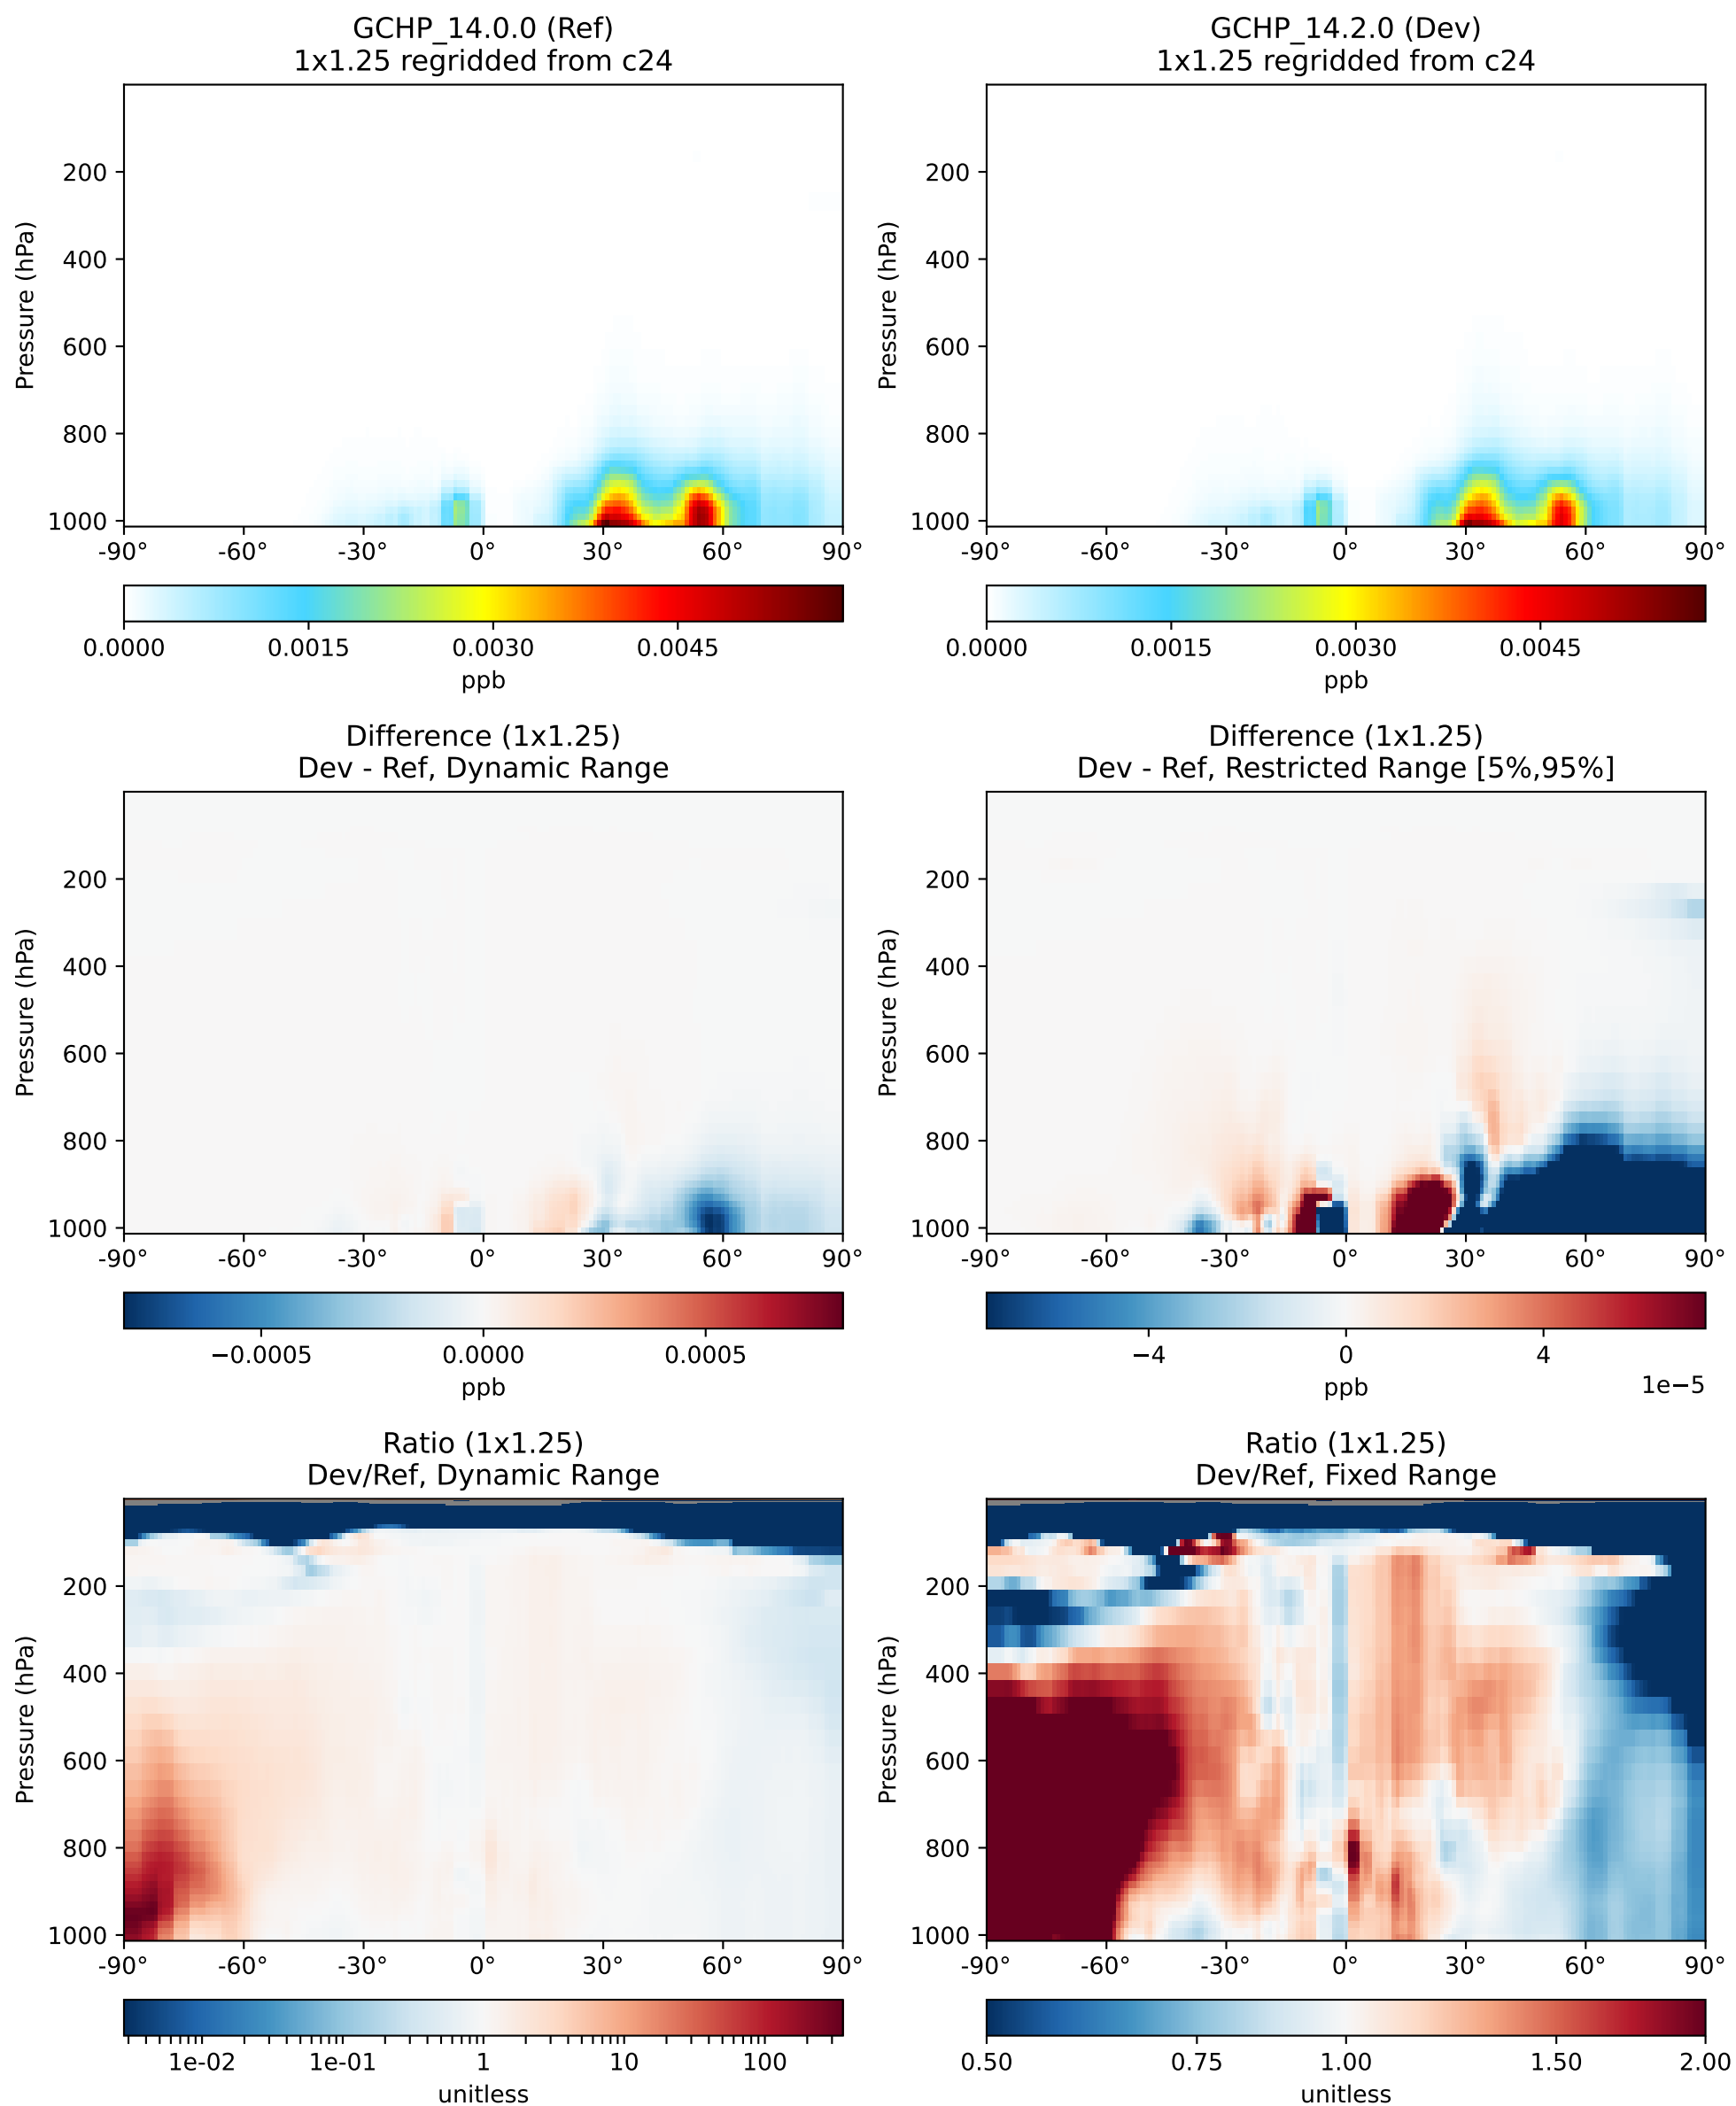 GCHP_14.0.0 (Ref)
1x1.25 regridded from c24
GCHP_14.2.0 (Dev)
1x1.25 regridded from c24
Pressure (hPa)
200
400
600
800
1000
-90° -60° -30° 0° 30° 60° 90°
0.0000 0.0015 0.0030 0.0045
ppb
Pressure (hPa)
200
400
600
800
1000
-90° -60° -30° 0° 30° 60° 90°
0.0000 0.0015 0.0030 0.0045
ppb
Difference (1x1.25)
Dev - Ref, Dynamic Range
Difference (1x1.25)
Dev - Ref, Restricted Range [5%,95%]
Pressure (hPa)
200
400
600
800
1000
-90° -60° -30° 0° 30° 60° 90°
−0.0005 0.0000 0.0005
ppb
Pressure (hPa)
200
400
600
800
1000
-90° -60° -30° 0° 30° 60° 90°
−4 0 4
ppb
1e−5
Ratio (1x1.25)
Dev/Ref, Dynamic Range
Ratio (1x1.25)
Dev/Ref, Fixed Range
Pressure (hPa)
200
400
600
800
1000
-90° -60° -30° 0° 30° 60° 90°
1e-02 1e-01 1 10 100
unitless
Pressure (hPa)
200
400
600
800
1000
-90° -60° -30° 0° 30° 60° 90°
0.50 0.75 1.00 1.50 2.00
unitless